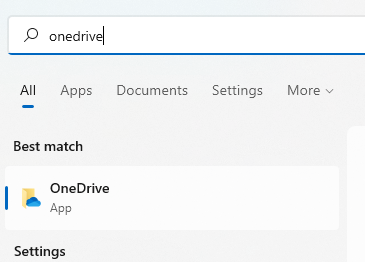 onedrive
All Apps Documents Settings More
Best match
OneDrive
App
Settings